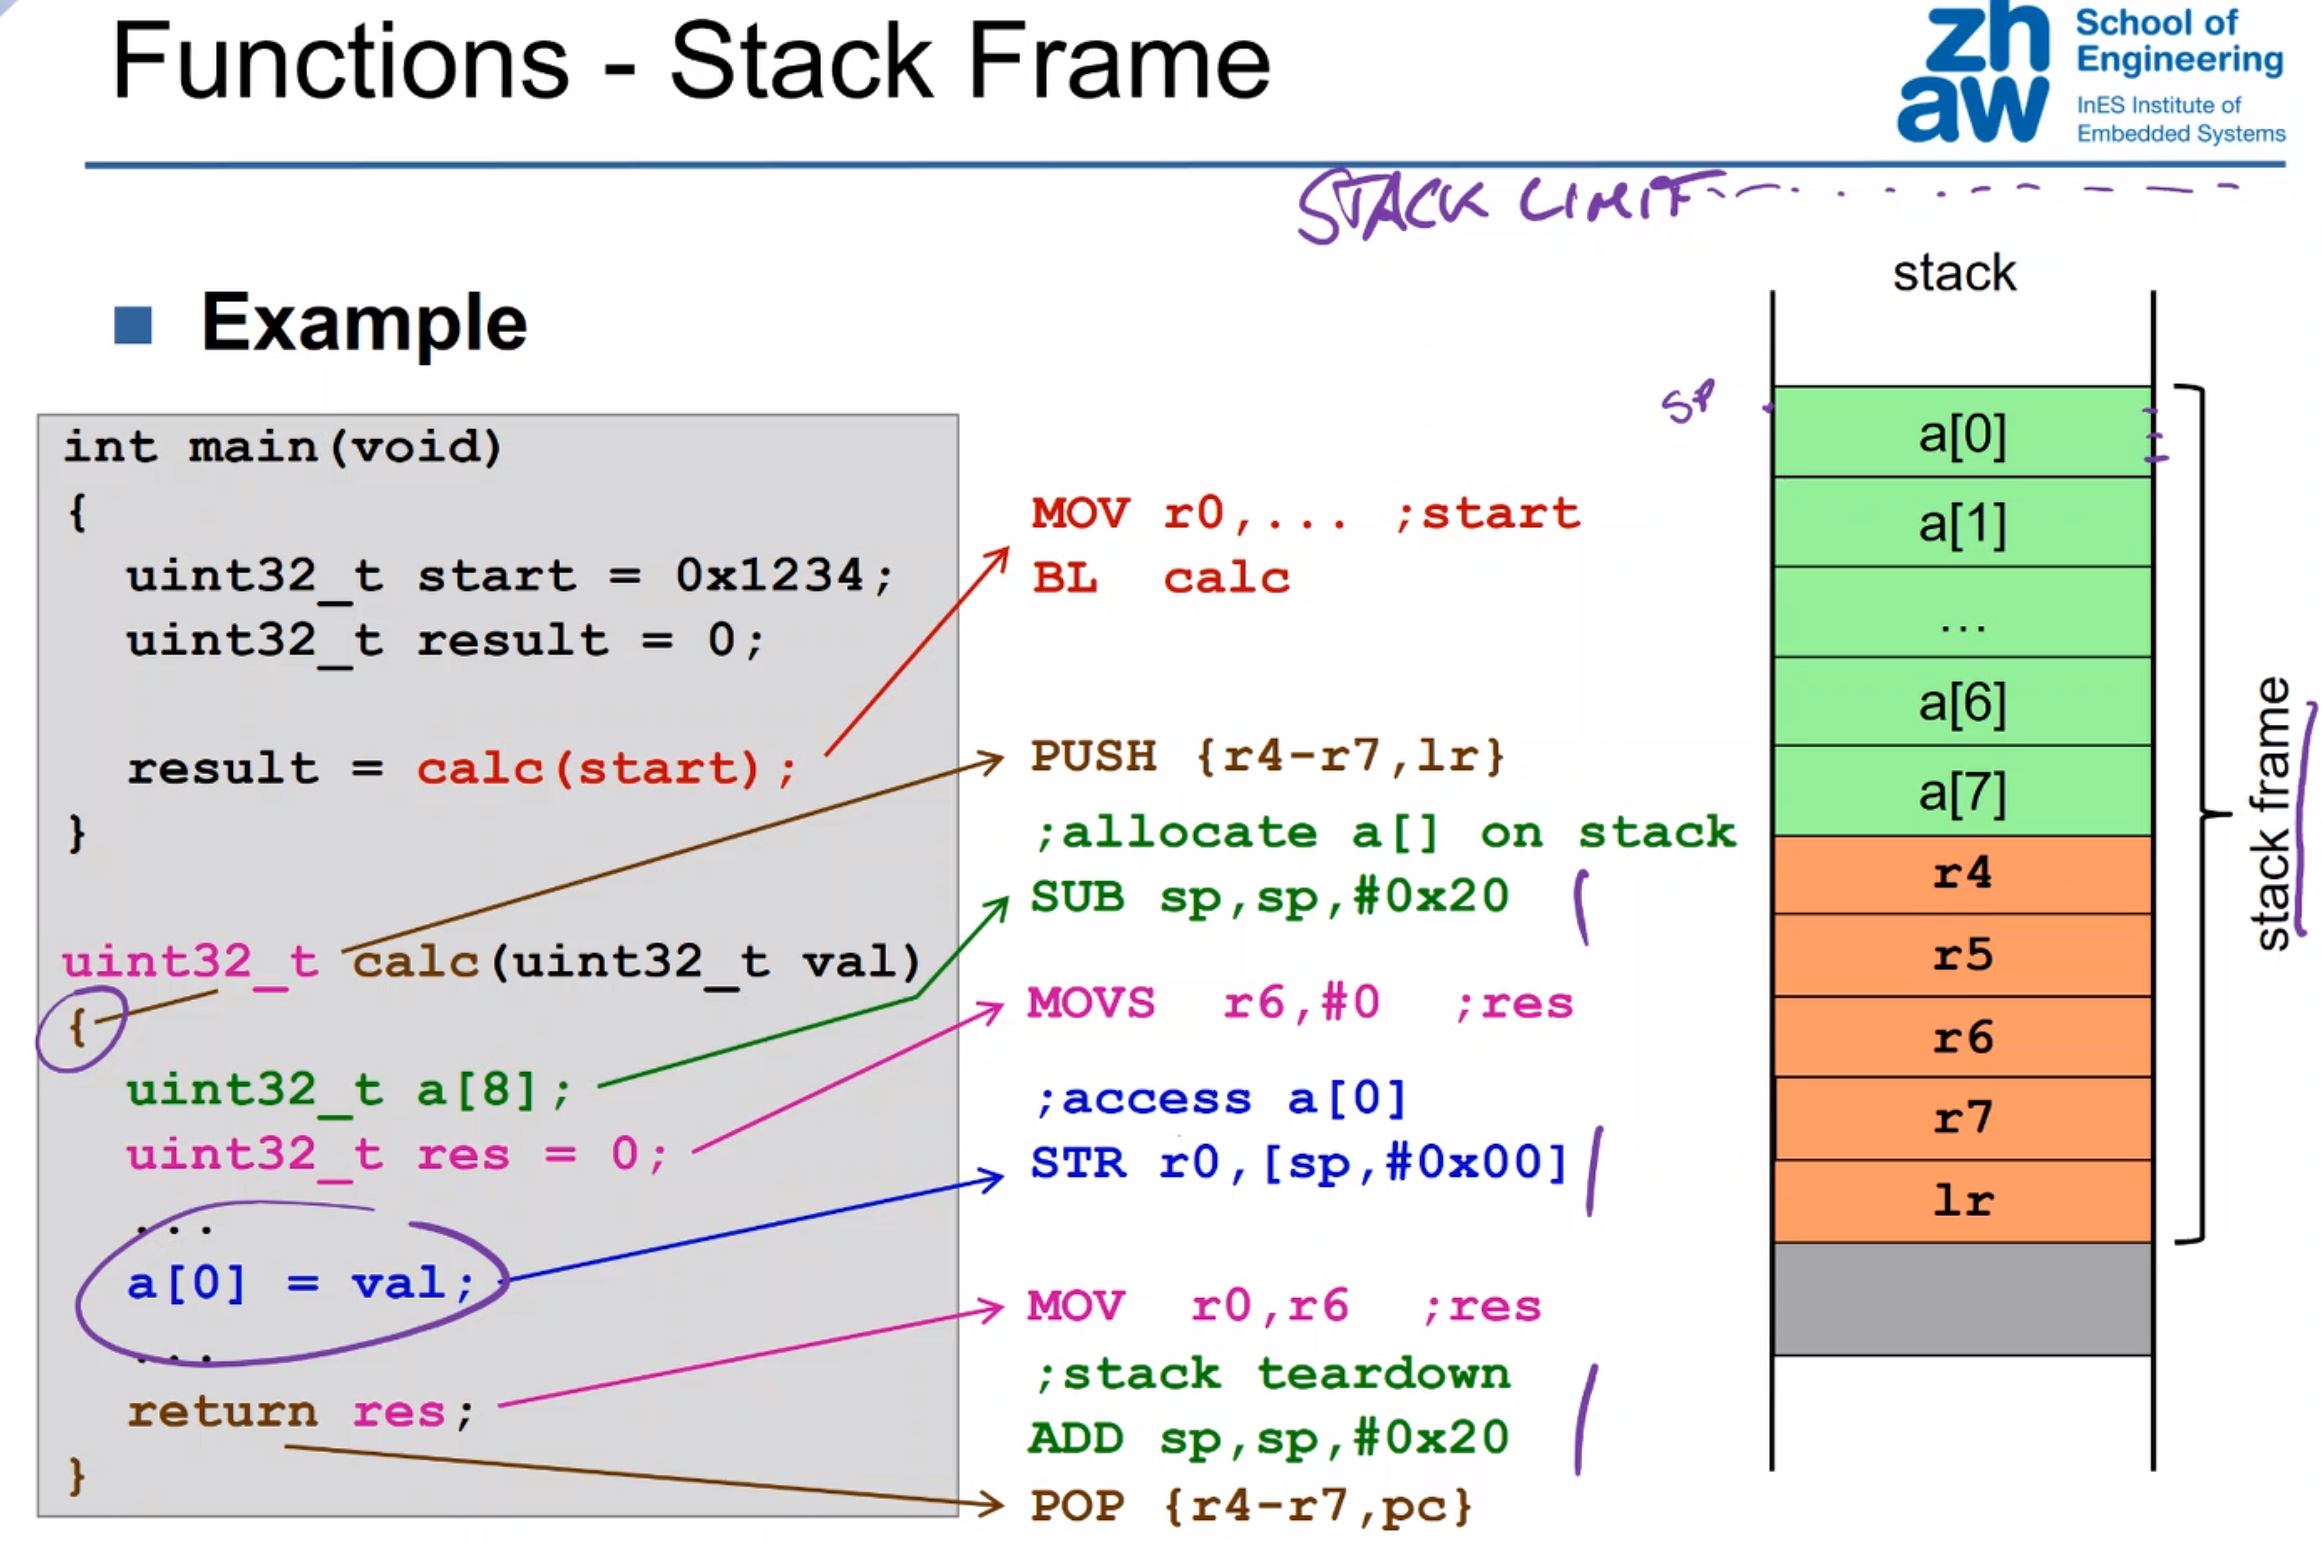 Functions - Stack Frame
zh
aw
School of
Engineering
InES Institute of
Embedded Systems
STACK LIMIT
Example
int main(void)
{
uint32_t start = 0x1234;
uint32_t result = 0;
result = calc(start);
}
uint32_t calc(uint32_t val)
{
uint32_t a[8];
uint32_t res = 0;
...
a[0] = val;
...
return res;
}
MOV r0,... ;start
BL calc
PUSH {r4-r7,lr}
;allocate a[] on stack
SUB sp,sp,#0x20
MOVS r6,#0 ;res
;access a[0]
STR r0,[sp,#0x00]
MOV r0,r6 ;res
;stack teardown
ADD sp,sp,#0x20
POP {r4-r7,pc}
stack
SP
a[0]
a[1]
...
a[6]
a[7]
r4
r5
r6
r7
lr
stack frame